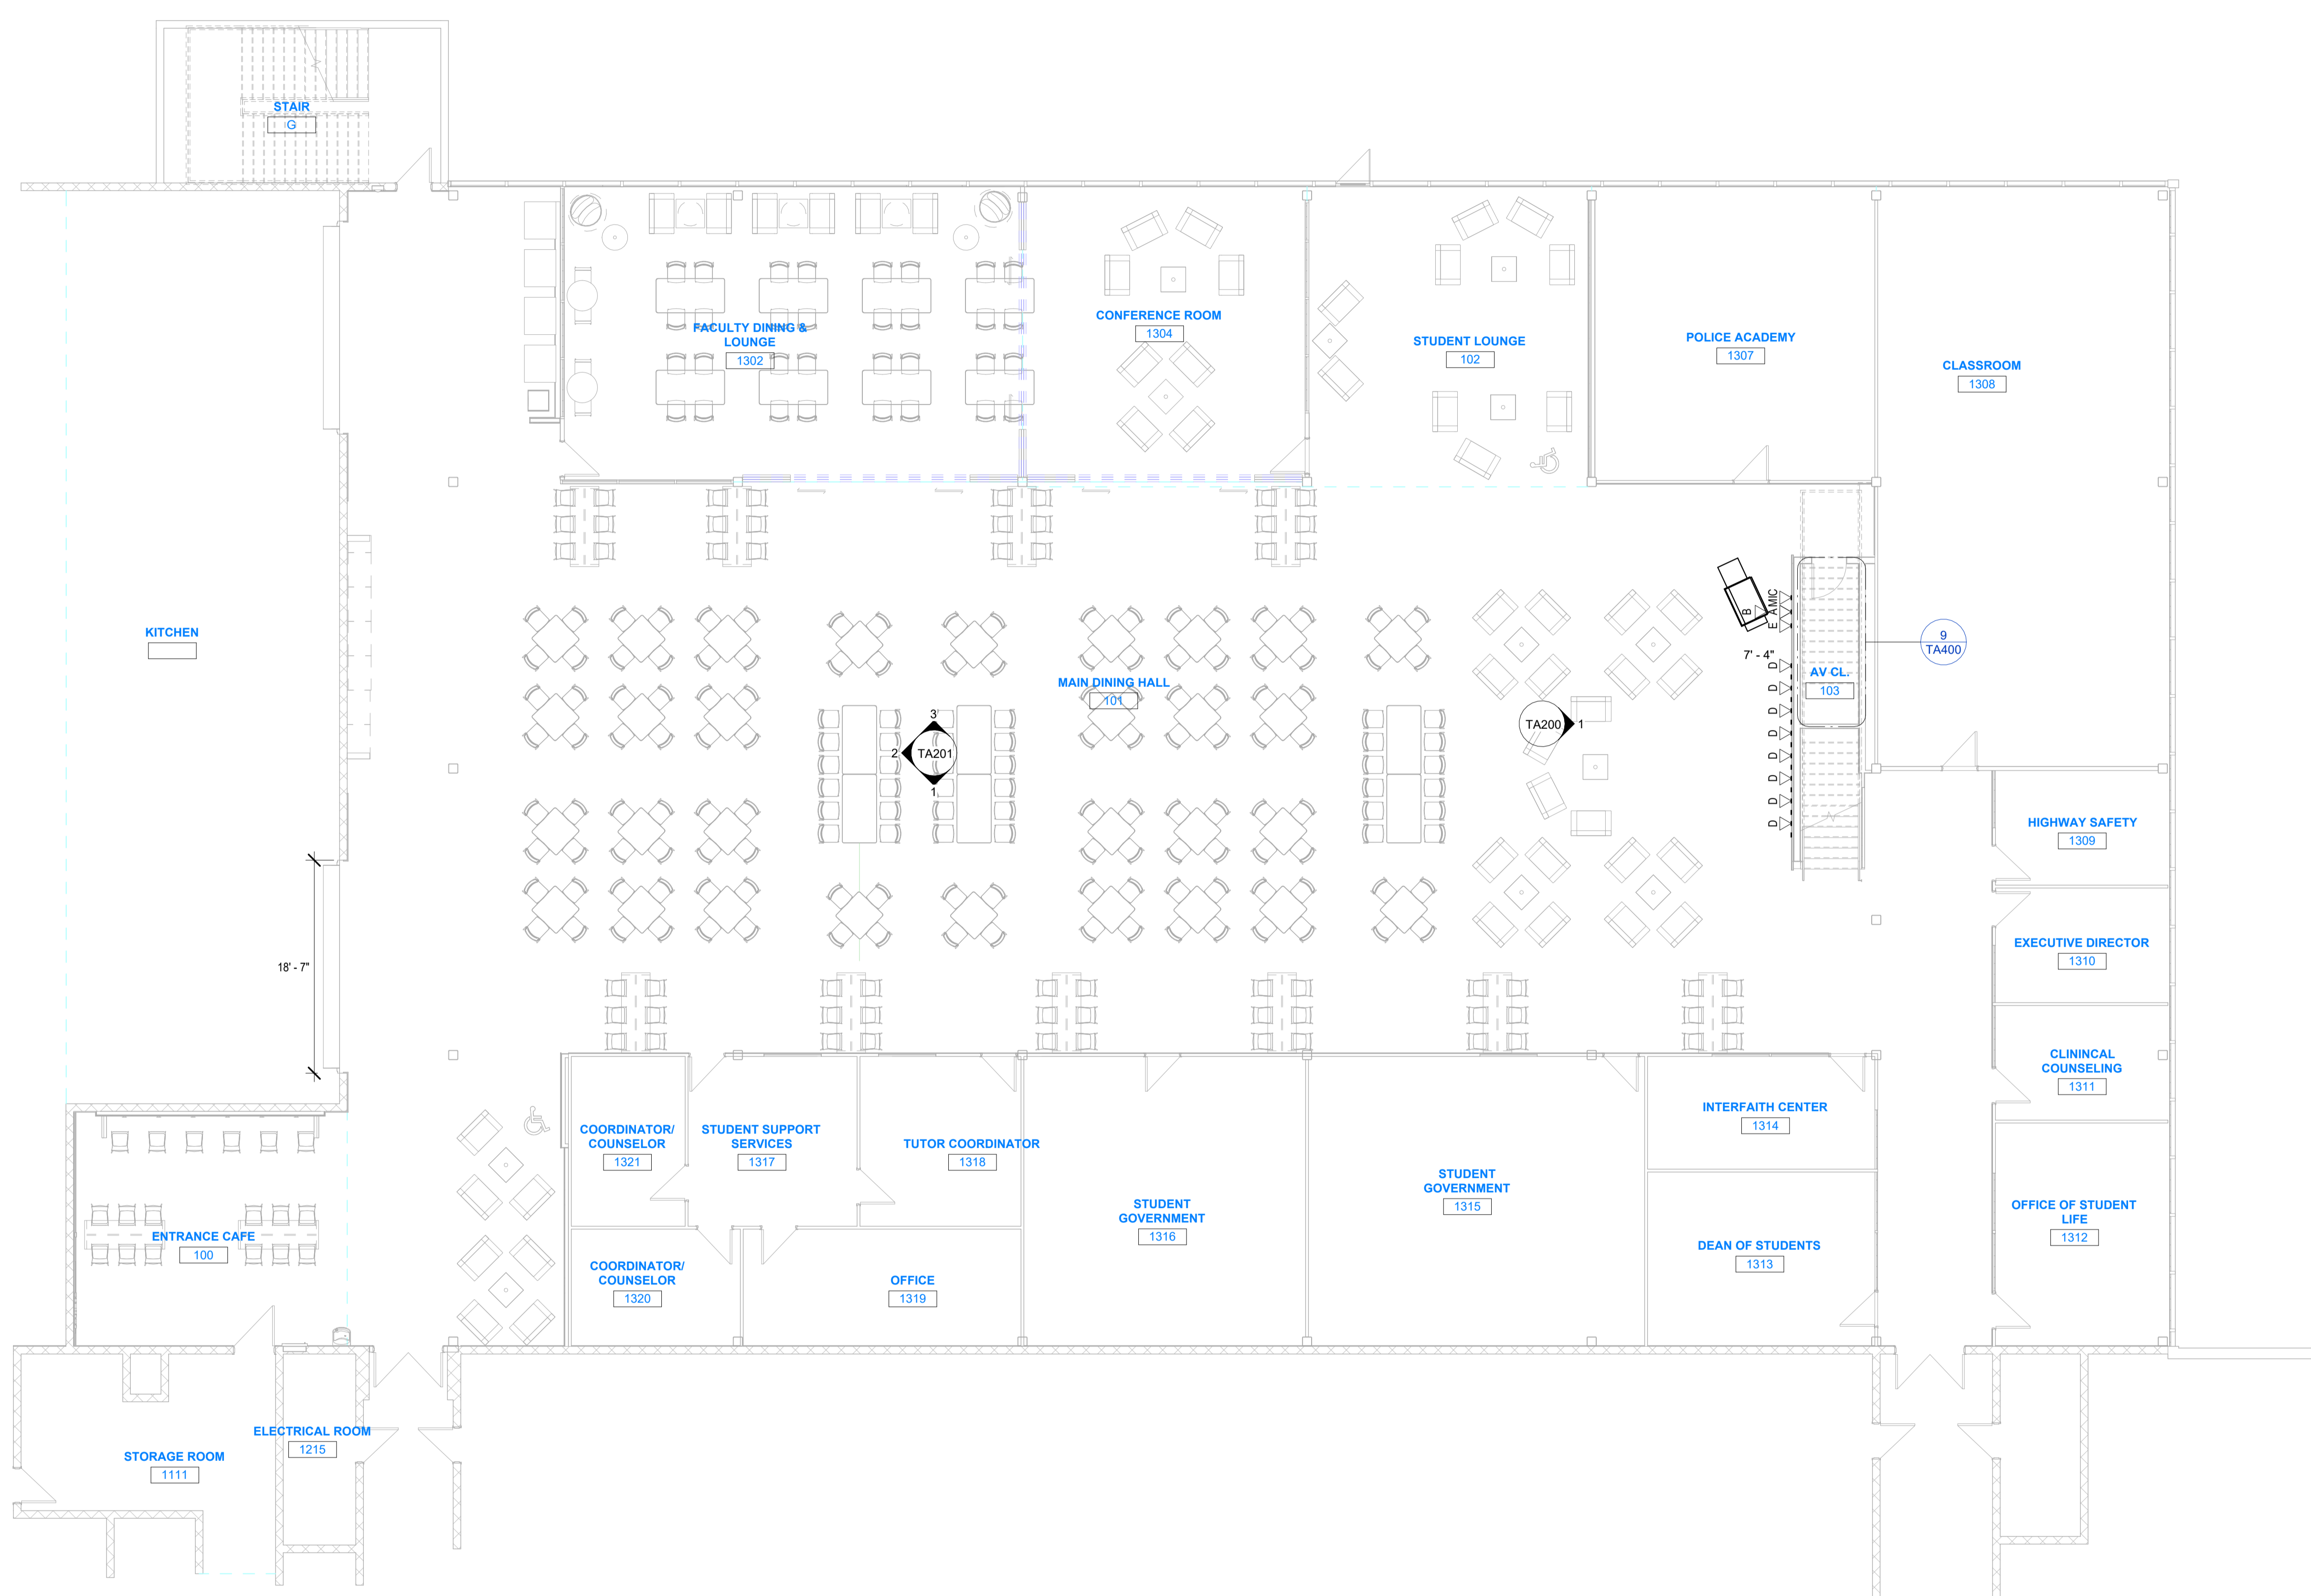 STAIR
G
FACULTY DINING &
LOUNGE
1302
CONFERENCE ROOM
1304
STUDENT LOUNGE
102
POLICE ACADEMY
1307
CLASSROOM
1308
KITCHEN
MAIN DINING HALL
101
B
MIC
A
E
7' - 4"
D
D
D
D
D
D
D
D
AV CL.
103
9
TA400
3
2
TA201
1
TA200
1
HIGHWAY SAFETY
1309
EXECUTIVE DIRECTOR
1310
CLININCAL
COUNSELING
1311
OFFICE OF STUDENT
LIFE
1312
18' - 7"
COORDINATOR/
COUNSELOR
1321
STUDENT SUPPORT
SERVICES
1317
TUTOR COORDINATOR
1318
STUDENT
GOVERNMENT
1316
STUDENT
GOVERNMENT
1315
INTERFAITH CENTER
1314
DEAN OF STUDENTS
1313
ENTRANCE CAFE
100
COORDINATOR/
COUNSELOR
1320
OFFICE
1319
ELECTRICAL ROOM
1215
STORAGE ROOM
1111